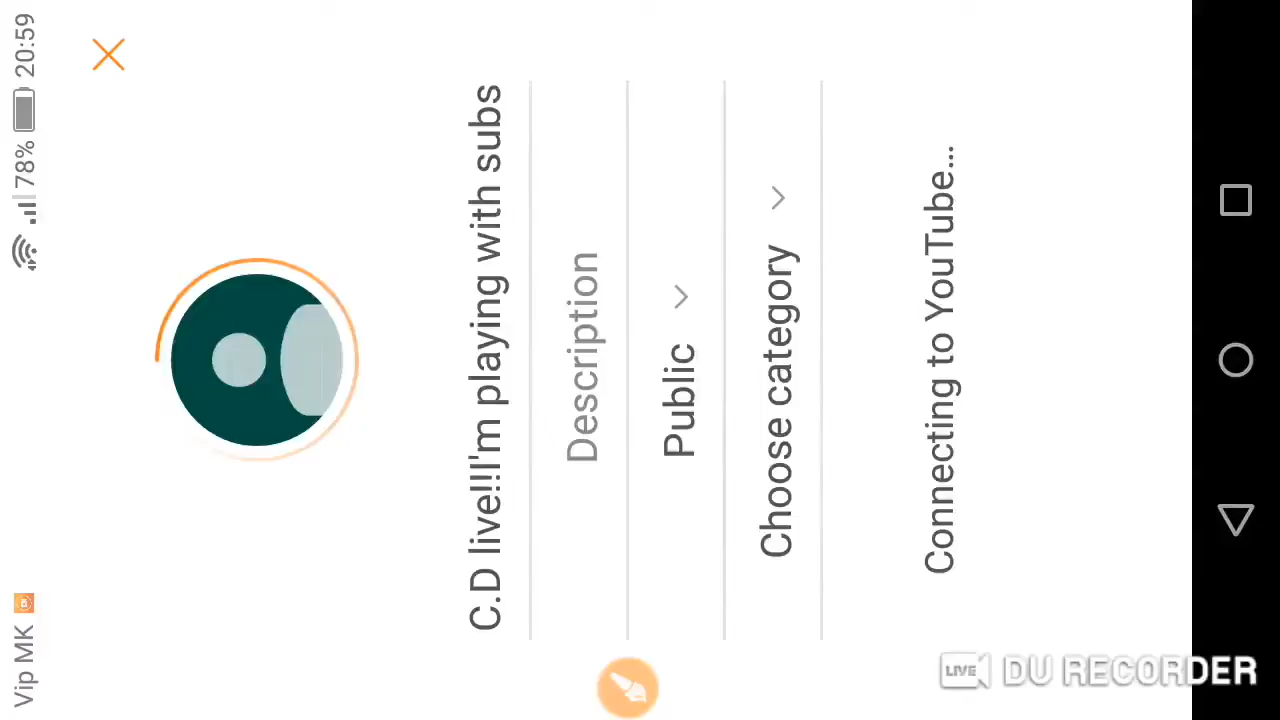 Vip MK
78% 20:59
C.D live!!!I'm playing with subs
Description
Public
Choose category
Connecting to YouTube...
LIVE DU RECORDER